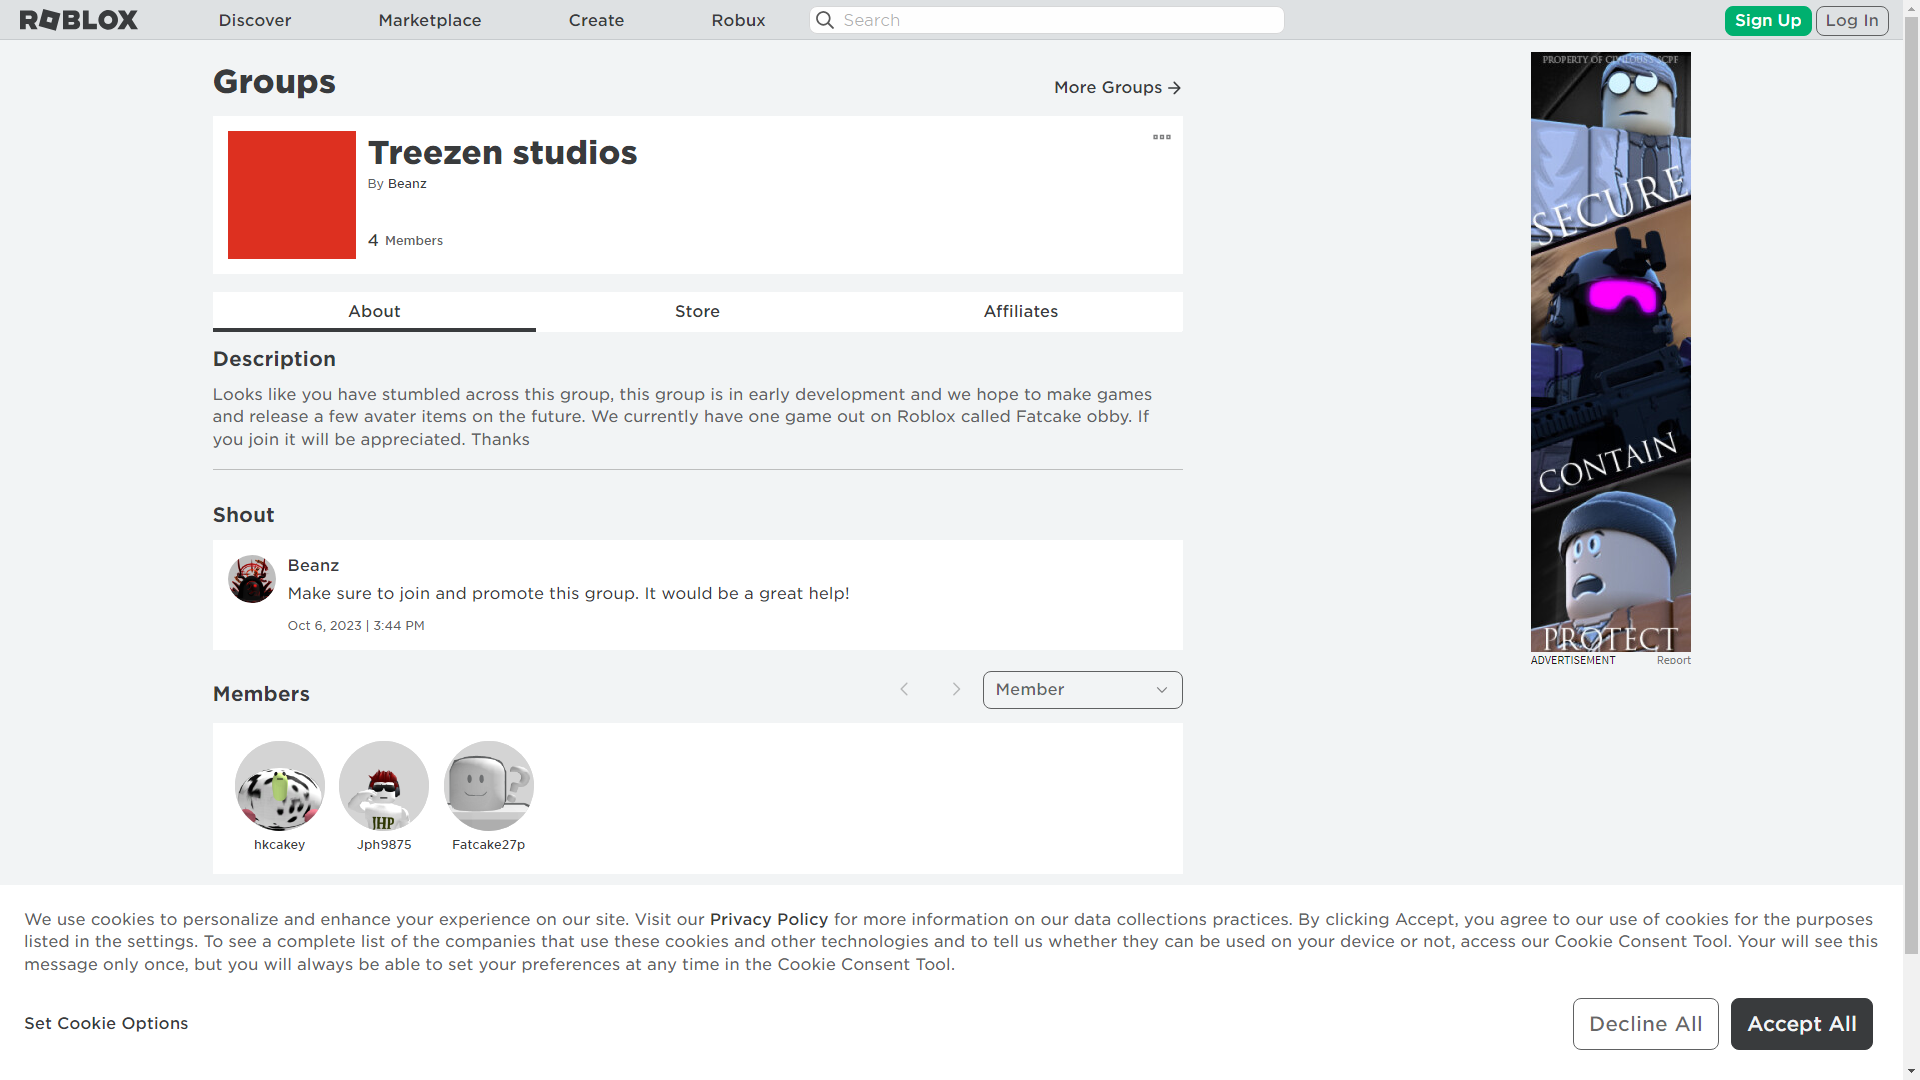 ROBLOX
Discover
Marketplace
Create
Robux
Search
Sign Up
Log In
Groups
More Groups
Treezen studios
By Beanz
4 Members
About
Store
Affiliates
Description
Looks like you have stumbled across this group, this group is in early development and we hope to make games
and release a few avater items on the future. We currently have one game out on Roblox called Fatcake obby. If
you join it will be appreciated. Thanks
Shout
Beanz
Make sure to join and promote this group. It would be a great help!
Oct 6, 2023 | 3:44 PM
Members
Member
JHP
hkcakey
Jph9875
Fatcake27p
PROPERTY OF CIVILOUS'S SCPF
SECURE
CONTAIN
PROTECT
ADVERTISEMENT
Report
We use cookies to personalize and enhance your experience on our site. Visit our Privacy Policy for more information on our data collections practices. By clicking Accept, you agree to our use of cookies for the purposes
listed in the settings. To see a complete list of the companies that use these cookies and other technologies and to tell us whether they can be used on your device or not, access our Cookie Consent Tool. Your will see this
message only once, but you will always be able to set your preferences at any time in the Cookie Consent Tool.
Set Cookie Options
Decline All
Accept All